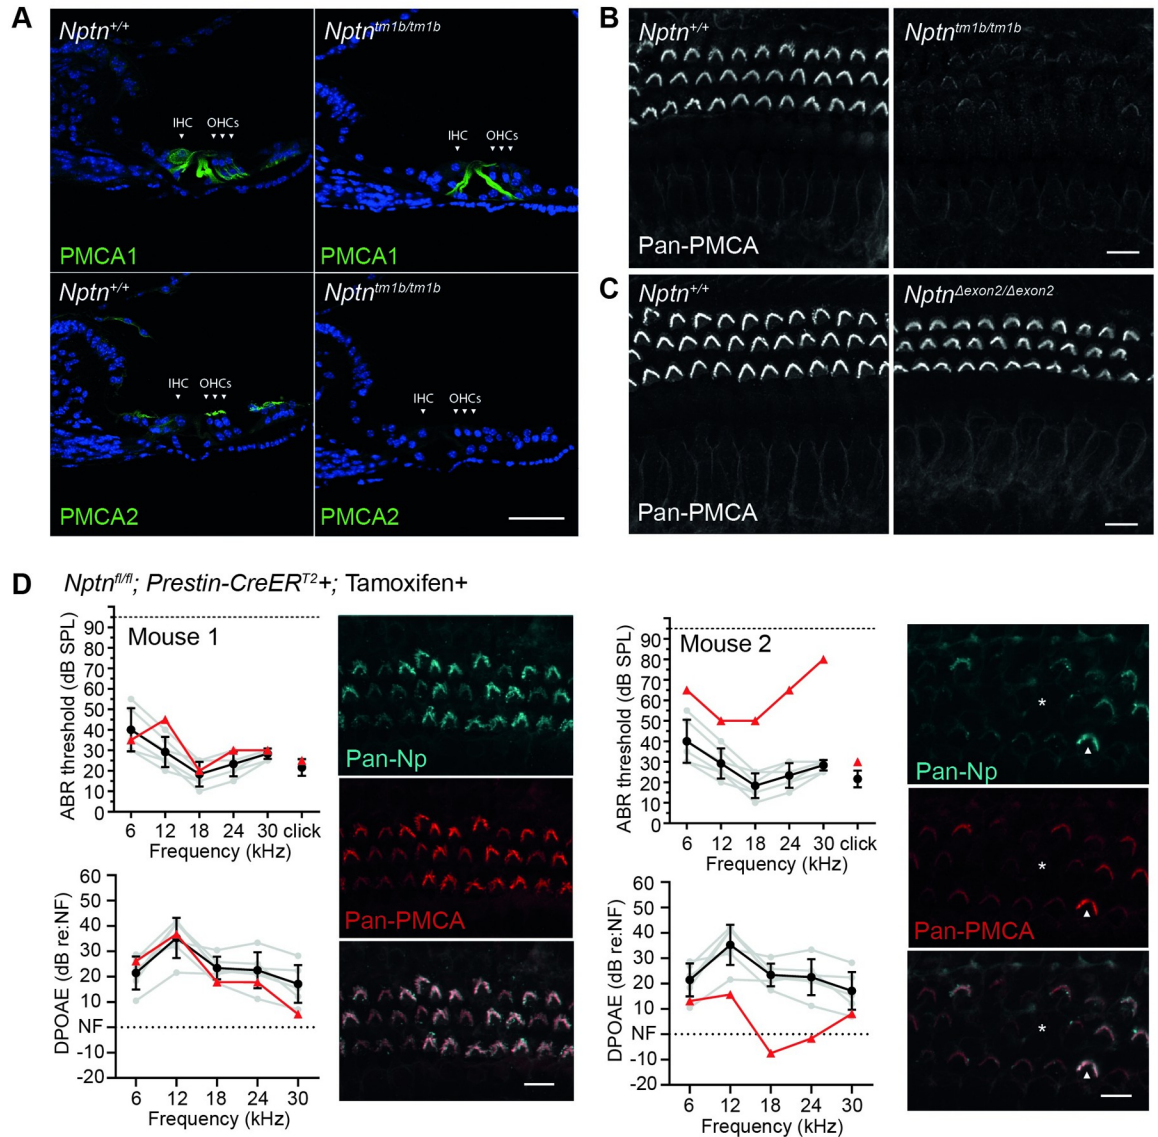 A
Nptn+/+
Nptntm1b/tm1b
IHC OHCs
IHC OHCs
PMCA1
PMCA1
Nptn+/+
Nptntm1b/tm1b
IHC OHCs
IHC OHCs
PMCA2
PMCA2
B
Nptn+/+
Nptntm1b/tm1b
Pan-PMCA
C
Nptn+/+
NptnΔexon2/Δexon2
Pan-PMCA
D
Nptnfl/fl; Prestin-CreERT2+; Tamoxifen+
Mouse 1
ABR threshold (dB SPL)
90
80
70
60
50
40
30
20
10
0
6 12 18 24 30 click
Frequency (kHz)
DPOAE (dB re:NF)
60
50
40
30
20
10
NF
-10
-20
6 12 18 24 30
Frequency (kHz)
Pan-Np
Pan-PMCA
Mouse 2
ABR threshold (dB SPL)
90
80
70
60
50
40
30
20
10
0
6 12 18 24 30 click
Frequency (kHz)
DPOAE (dB re:NF)
60
50
40
30
20
10
NF
-10
-20
6 12 18 24 30
Frequency (kHz)
*
Pan-Np
*
Pan-PMCA
*